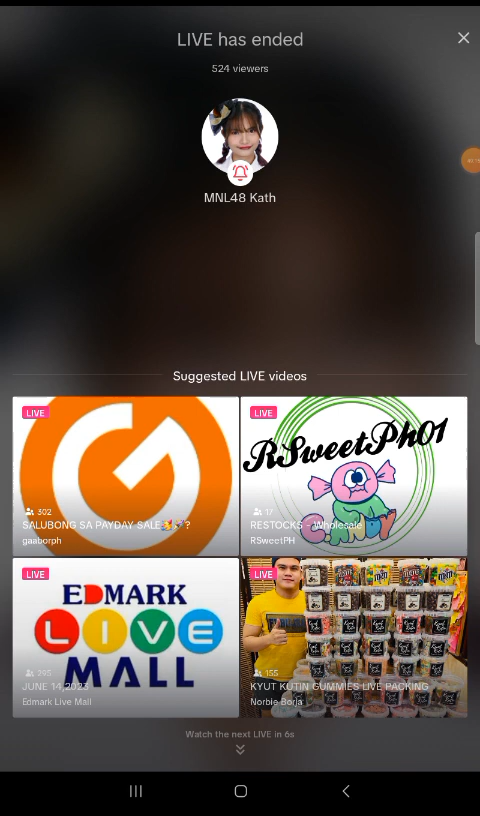 LIVE has ended
524 viewers
MNL48 Kath
Suggested LIVE videos
LIVE
302
SALUBONG SA PAYDAY SALE🥳🎉?
gaaborph
LIVE
RSweetPh01
CANDY
17
RESTOCKS - Wholesale
RSweetPH
LIVE
EDMARK
LIVE
MALL
295
JUNE 14,2023
Edmark Live Mall
LIVE
155
KYUT KUTIN GUMMIES LIVE PACKING
Norbie Borja
Watch the next LIVE in 6s